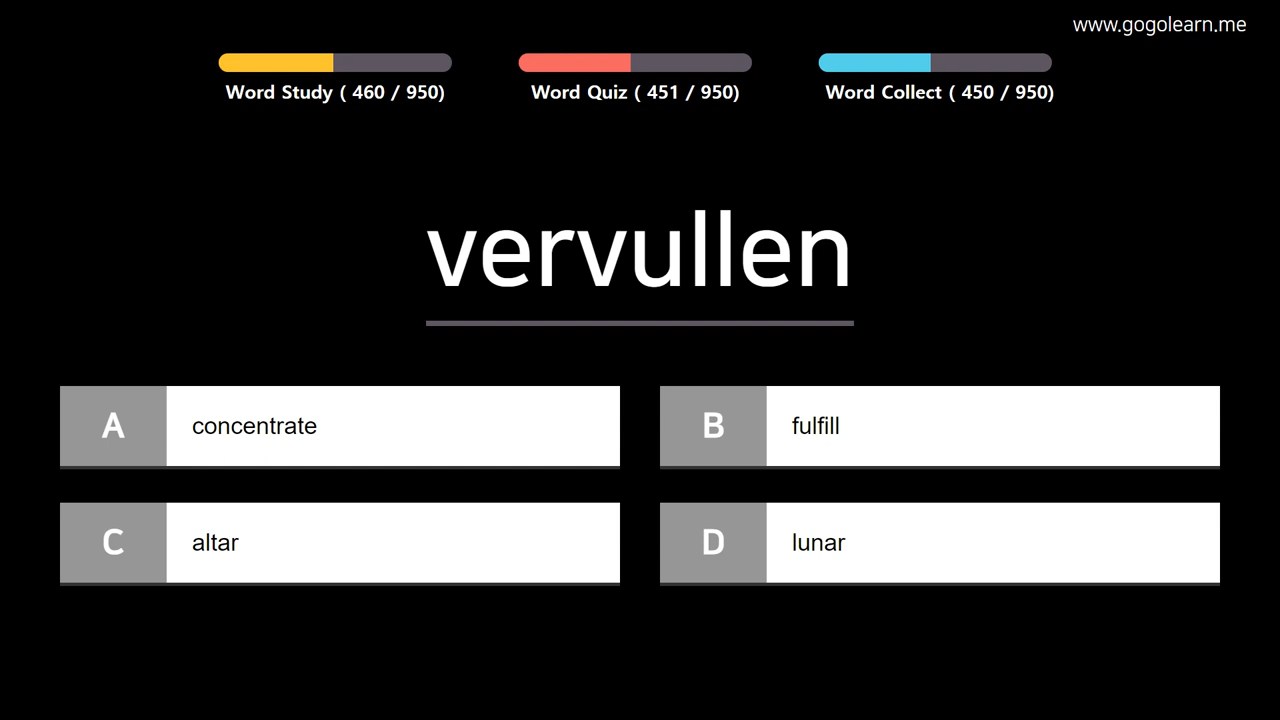 www.gogolearn.me
Word Study ( 460 / 950)
Word Quiz ( 451 / 950)
Word Collect ( 450 / 950)
vervullen
A concentrate
B fulfill
C altar
D lunar